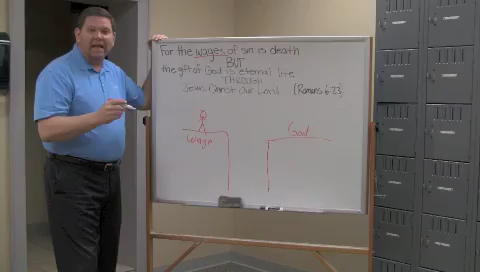 For the wages of sin is death
BUT
the gift of God is eternal life
THROUGH
Jesus Christ Our Lord (Romans 6:23)
Wage
God